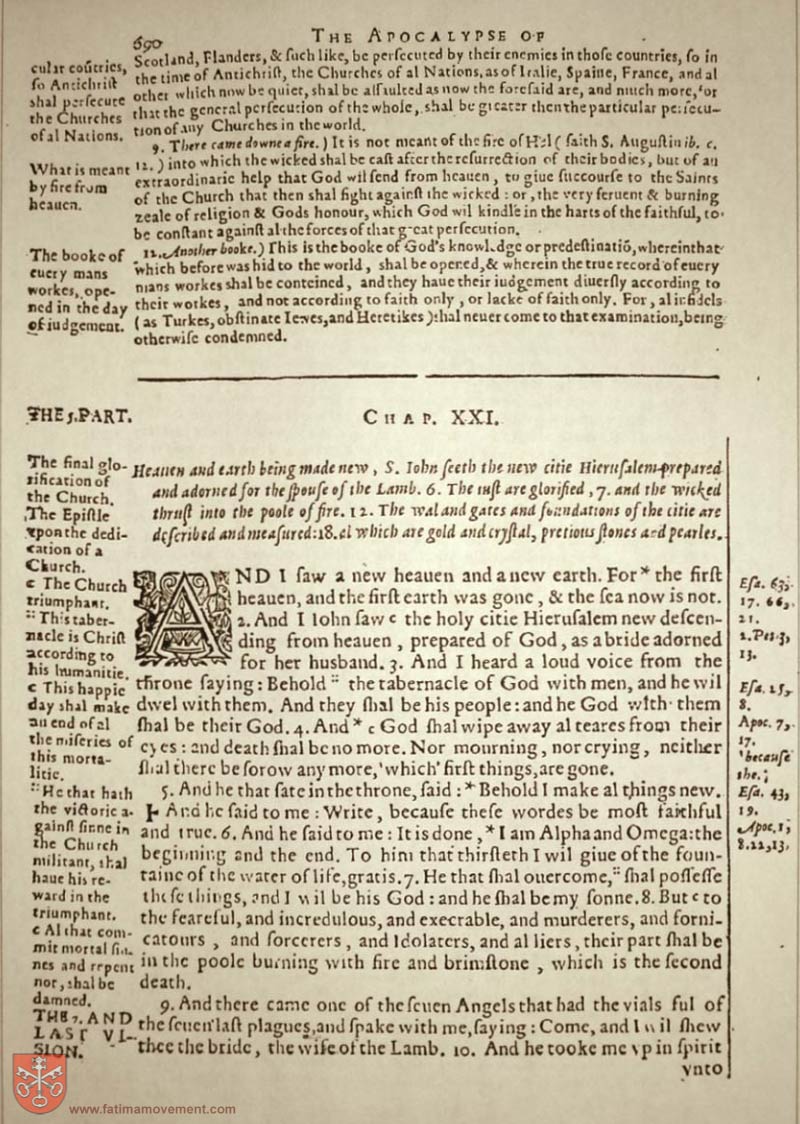 690
THE APOCALYPSE OF
cular coũtries,
ſo Antichriſt
shal perſecute
the Churches
of al Nations.
Scotland, Flanders, & ſuch like, be perſecuted by their enemies in thoſe countries, ſo in
the time of Antichriſt, the Churches of al Nations, as of Italie, Spaine, France, and al
other which now be quiet, shal be aſſaulted as now the foreſaid are, and much more, for
that the general perſecution of the whole, shal be greater then the particular perſecu-
tion of any Churches in the world.
What is meant
by fire from
heauen.
9. There came downe a fire.) It is not meant of the fire of Hel (ſaith S. Auguſtin ib. c.
12.) into which the wicked shal be caſt after the reſurrection of their bodies, but of an
extraordinarie help that God wil ſend from heauen, to giue ſuccourſe to the Saints
of the Church that then shal fight againſt the wicked: or, the very feruent & burning
zeale of religion & Gods honour, which God wil kindle in the harts of the faithful, to
be conſtant againſt al the forces of that great perſecution.
The booke of
euery mans
workes, ope-
ned in the day
of iudgement.
12. Another booke.) This is the booke of God's knowledge or predeſtinatiõ, wherein that
which before was hid to the world, shal be opened, & wherein the true record of euery
mans workes shal be conteined, and they haue their iudgement diuerſly according to
their workes, and not according to faith only, or lacke of faith only. For, al infidels
(as Turkes, obſtinate Iewes, and Heretikes) shal neuer come to that examination, being
otherwiſe condemned.
THE 5. PART.
CHAP. XXI.
The final glo-
rification of
the Church.
The Epiſtle
vpon the dedi-
cation of a
Church.
c The Church
triumphant.
" This taber-
nacle is Chriſt
according to
his humanitie.
c This happie
day shal make
an end of al
the miſeries of
this morta-
litie.
" He that hath
the victorie a-
gainſt ſinne in
the Church
militant, shal
haue his re-
ward in the
triumphant.
c Al that com-
mit mortal ſin-
nes and repent
not, shal be
damned.
THE 7. AND
LAST VI-
SION.
Heauen and earth being made new, S. Iohn ſeeth the new citie Hieruſalem prepared
and adorned for the ſpouſe of the Lamb. 6. The iuſt are glorified, 7. and the wicked
thruſt into the poole of fire. 12. The wal and gates and foundations of the citie are
deſcribed and meaſured: 18. al which are gold and cryſtal, pretious ſtones and pearles.
AND I ſaw a new heauen and a new earth. For * the firſt
heauen, and the firſt earth was gone, & the ſea now is not.
2. And I Iohn ſaw c the holy citie Hieruſalem new deſcen-
ding from heauen, prepared of God, as a bride adorned
for her husband. 3. And I heard a loud voice from the
throne ſaying: Behold " the tabernacle of God with men, and he wil
dwel with them. And they ſhal be his people: and he God with them
ſhal be their God. 4. And * c God ſhal wipe away al teares from their
eyes: and death ſhal be no more. Nor mourning, nor crying, neither
ſhal there be ſorow any more, 'which' firſt things, are gone.
5. And he that ſate in the throne, ſaid: * Behold I make al things new.
And he ſaid to me: Write, becauſe theſe wordes be moſt faithful
and true. 6. And he ſaid to me: It is done, * I am Alpha and Omega: the
beginning and the end. To him that thirſteth I wil giue of the foun-
taine of the water of life, gratis. 7. He that ſhal ouercome, " ſhal poſſeſſe
theſe things, and I wil be his God: and he ſhal be my ſonne. 8. But c to
the feareful, and incredulous, and execrable, and murderers, and forni-
catours, and ſorcerers, and Idolaters, and al liers, their part ſhal be
in the poole burning with fire and brimſtone, which is the ſecond
death.
9. And there came one of the ſeuen Angels that had the vials ful of
the ſeuen laſt plagues, and ſpake with me, ſaying: Come, and I wil ſhew
thee the bride, the wife of the Lamb. 10. And he tooke me vp in ſpirit
vnto
Eſa. 65,
17. 66,
21.
2. Pet 3,
13.
Eſa. 25,
8.
Apoc. 7,
17.
'becauſe
the.'
Eſa. 43,
19.
Apoc. 1,
8. 22, 13.
www.fatimamovement.com